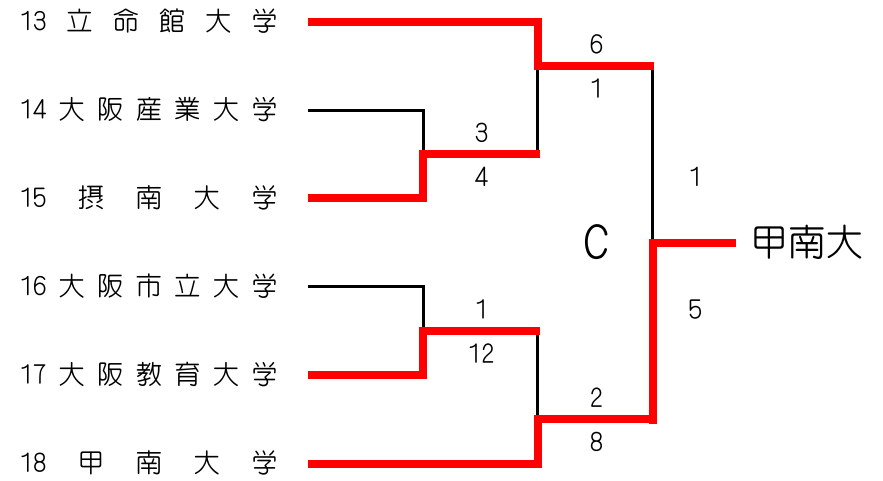 13 立命館大学
6
1
14 大阪産業大学
3
4
1
15 摂南大学
C
甲南大
16 大阪市立大学
1
12
5
17 大阪教育大学
2
8
18 甲南大学